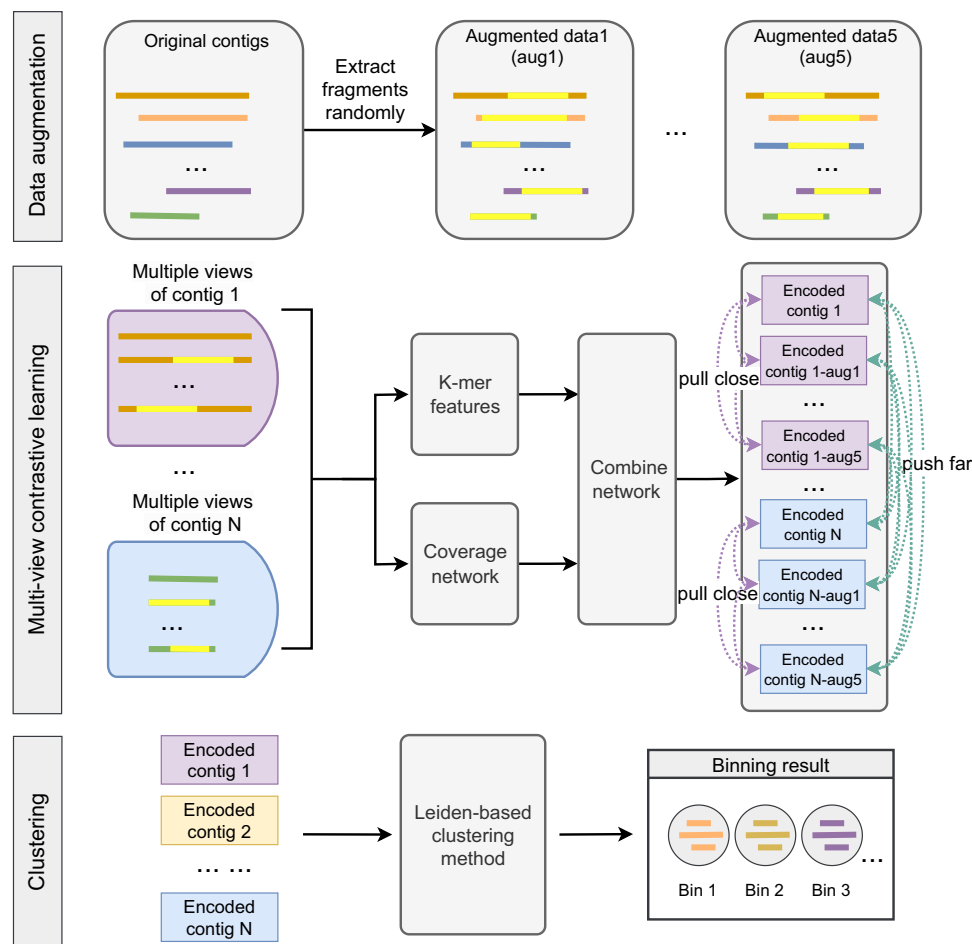 Data augmentation
Original contigs
Extract
fragments
randomly
Augmented data1
(aug1)
...
Augmented data5
(aug5)
...
...
...
Multi-view contrastive learning
Multiple views
of contig 1
...
...
Multiple views
of contig N
...
K-mer
features
Coverage
network
Combine
network
Encoded
contig 1
Encoded
contig 1-aug1
...
Encoded
contig 1-aug5
...
Encoded
contig N
Encoded
contig N-aug1
...
Encoded
contig N-aug5
pull close
pull close
push far
Clustering
Encoded
contig 1
Encoded
contig 2
... ...
Encoded
contig N
Leiden-based
clustering
method
Binning result
...
Bin 1 Bin 2 Bin 3